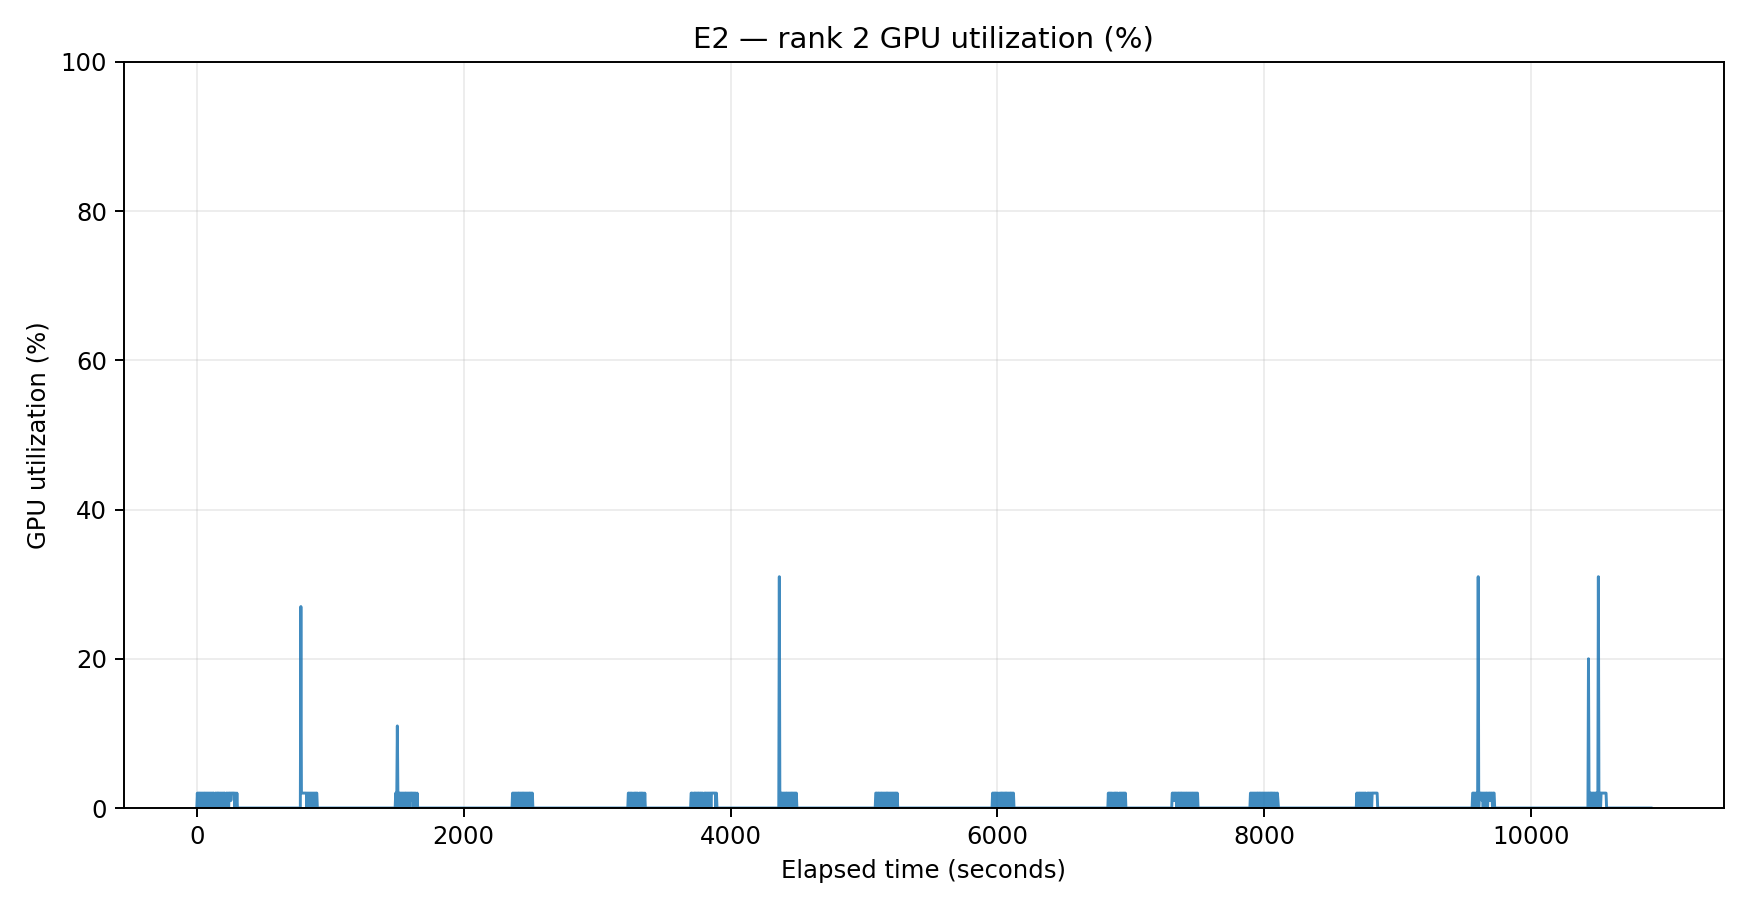 E2 — rank 2 GPU utilization (%)
100
80
60
40
20
0
GPU utilization (%)
0 2000 4000 6000 8000 10000
Elapsed time (seconds)